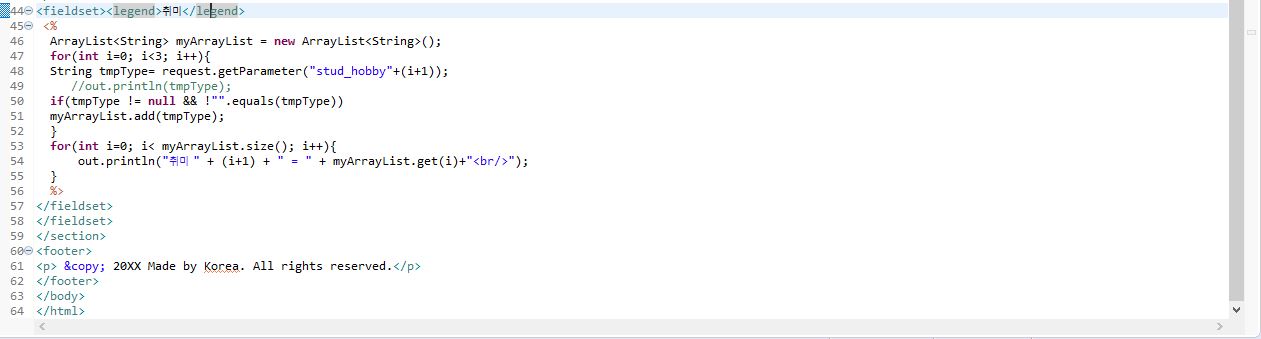 44 <fieldset><legend>취미</legend>
45 <%
46 ArrayList<String> myArrayList = new ArrayList<String>();
47 for(int i=0; i<3; i++){
48 String tmpType= request.getParameter("stud_hobby"+(i+1));
49 //out.println(tmpType);
50 if(tmpType != null && !"".equals(tmpType))
51 myArrayList.add(tmpType);
52 }
53 for(int i=0; i< myArrayList.size(); i++){
54 out.println("취미 " + (i+1) + " = " + myArrayList.get(i)+"<br/>");
55 }
56 %>
57 </fieldset>
58 </fieldset>
59 </section>
60 <footer>
61 <p> &copy; 20XX Made by Korea. All rights reserved.</p>
62 </footer>
63 </body>
64 </html>